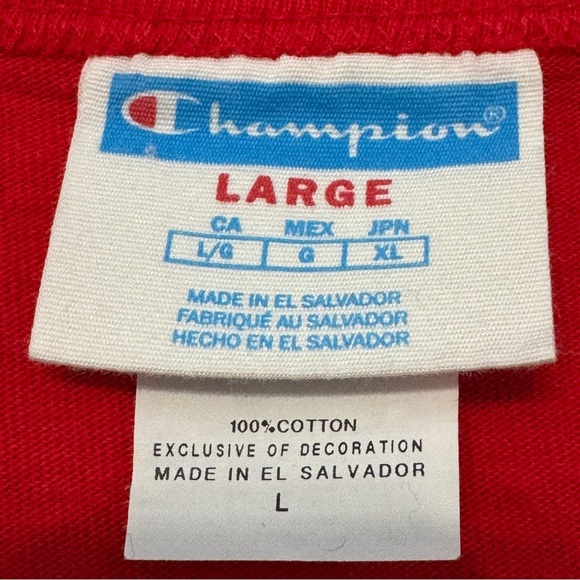 Champion®
LARGE
CA MEX JPN
L/G G XL
MADE IN EL SALVADOR
FABRIQUÉ AU SALVADOR
HECHO EN EL SALVADOR
100%COTTON
EXCLUSIVE OF DECORATION
MADE IN EL SALVADOR
L